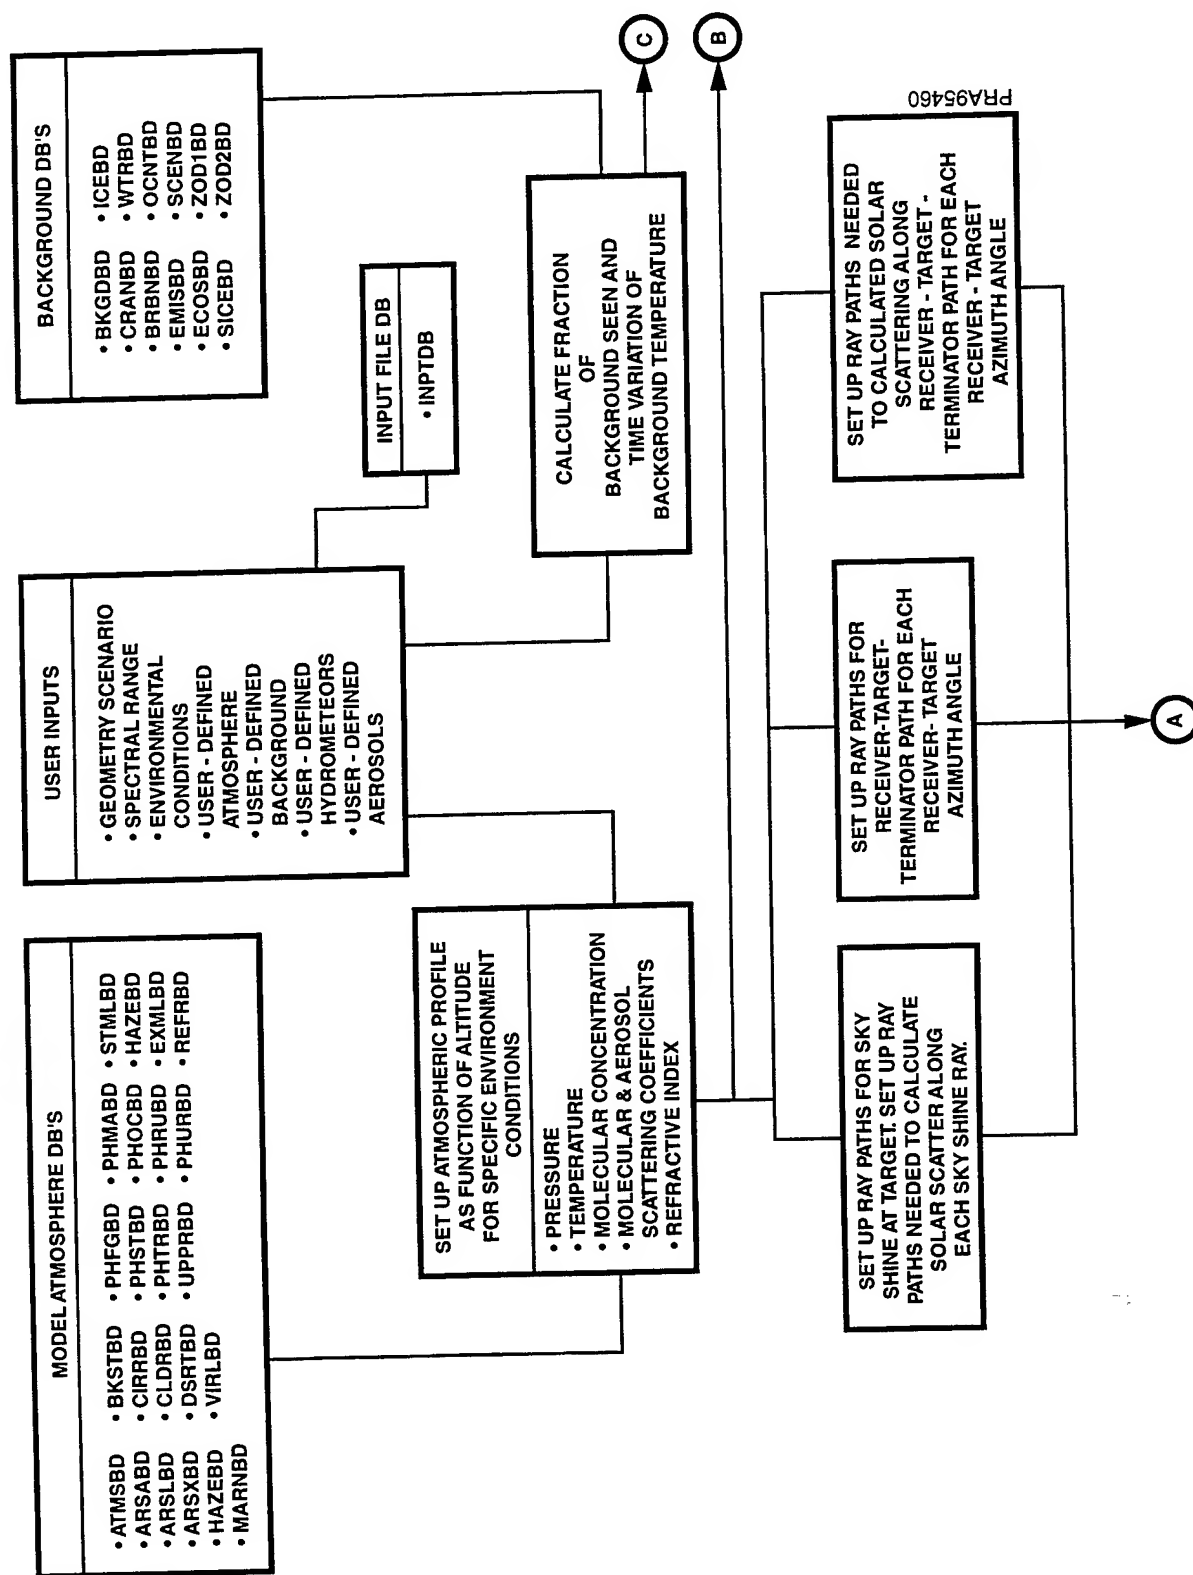 MODEL ATMOSPHERE DB'S
• ATMSBD • BKSTBD • PHFGBD • PHMABD • STMLBD
• ARSABD • CIRRBD • PHSTBD • PHOCBD • HAZEBD
• ARSLBD • CLDRBD • PHTRBD • PHRUBD • EXMLBD
• ARSXBD • DSRTBD • UPPRBD • PHURBD • REFRBD
• HAZEBD • VIRLBD
• MARNBD
USER INPUTS
• GEOMETRY SCENARIO
• SPECTRAL RANGE
• ENVIRONMENTAL
CONDITIONS
• USER - DEFINED
ATMOSPHERE
• USER - DEFINED
BACKGROUND
• USER - DEFINED
HYDROMETEORS
• USER - DEFINED
AEROSOLS
BACKGROUND DB'S
• BKGDBD • ICEBD
• CRANBD • WTRBD
• BRBNBD • OCNTBD
• EMISBD • SCENBD
• ECOSBD • ZOD1BD
• SICEBD • ZOD2BD
INPUT FILE DB
• INPTDB
SET UP ATMOSPHERIC PROFILE
AS FUNCTION OF ALTITUDE
FOR SPECIFIC ENVIRONMENT
CONDITIONS
• PRESSURE
• TEMPERATURE
• MOLECULAR CONCENTRATION
• MOLECULAR & AEROSOL
SCATTERING COEFFICIENTS
• REFRACTIVE INDEX
CALCULATE FRACTION
OF
BACKGROUND SEEN AND
TIME VARIATION OF
BACKGROUND TEMPERATURE
C
B
SET UP RAY PATHS FOR SKY
SHINE AT TARGET. SET UP RAY
PATHS NEEDED TO CALCULATE
SOLAR SCATTER ALONG
EACH SKY SHINE RAY.
SET UP RAY PATHS FOR
RECEIVER-TARGET-
TERMINATOR PATH FOR EACH
RECEIVER- TARGET
AZIMUTH ANGLE
SET UP RAY PATHS NEEDED
TO CALCULATED SOLAR
SCATTERING ALONG
RECEIVER - TARGET -
TERMINATOR PATH FOR EACH
RECEIVER - TARGET
AZIMUTH ANGLE
A
PRA95460